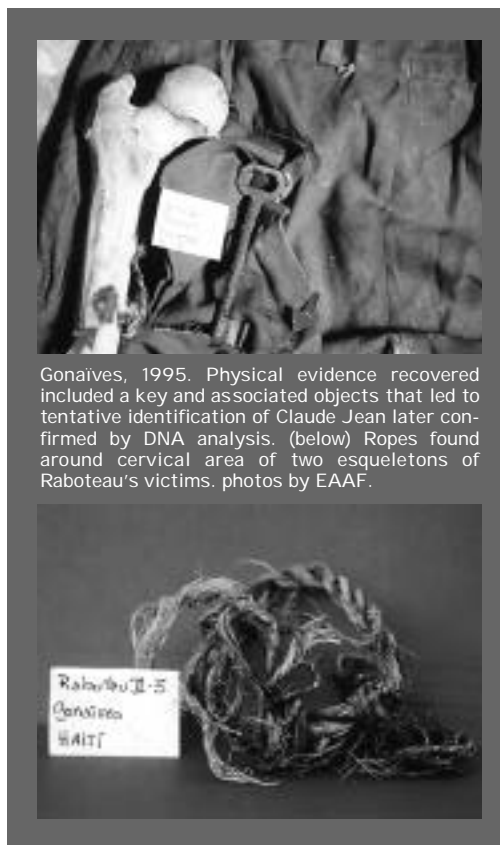 Gonaïves, 1995. Physical evidence recovered
included a key and associated objects that led to
tentative identification of Claude Jean later con-
firmed by DNA analysis. (below) Ropes found
around cervical area of two esqueletons of
Raboteau's victims. photos by EAAF.
Raboteau II-5
Gonaives
HAITÍ